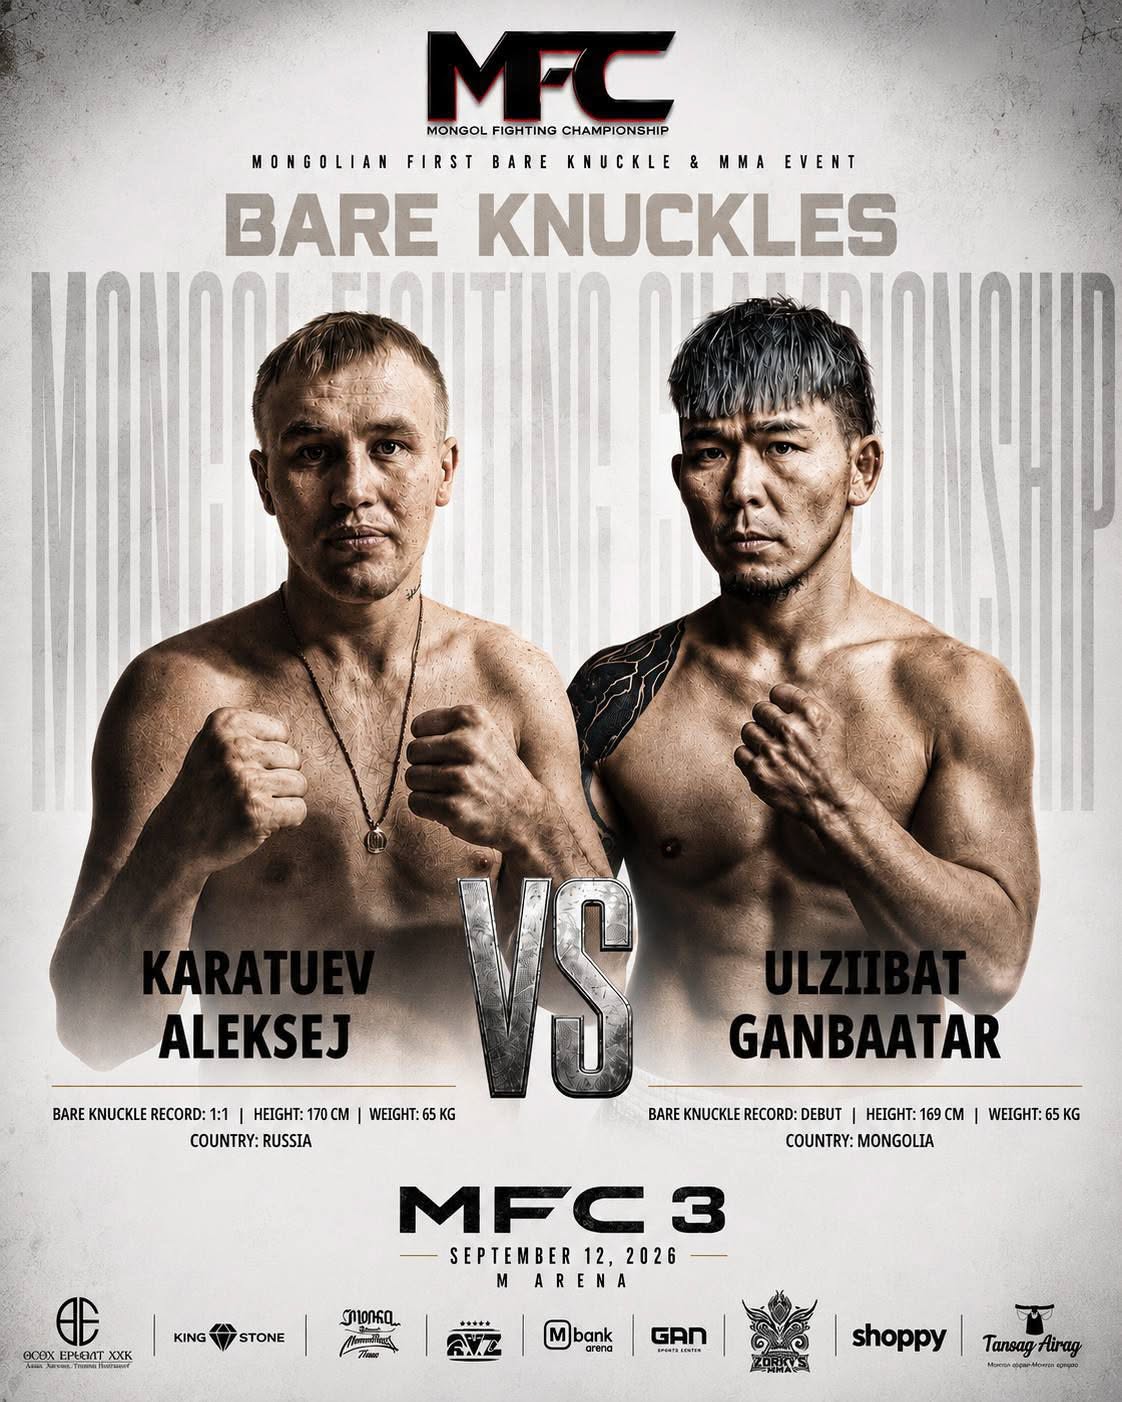 MFC
MONGOL FIGHTING CHAMPIONSHIP
MONGOLIAN FIRST BARE KNUCKLE & MMA EVENT
BARE KNUCKLES
MONGOL FIGHTING CHAMPIONSHIP
VS
KARATUEV
ALEKSEJ
BARE KNUCKLE RECORD: 1:1 | HEIGHT: 170 CM | WEIGHT: 65 KG
COUNTRY: RUSSIA
ULZIIBAT
GANBAATAR
BARE KNUCKLE RECORD: DEBUT | HEIGHT: 169 CM | WEIGHT: 65 KG
COUNTRY: MONGOLIA
MFC 3
SEPTEMBER 12, 2026
M ARENA
ӨСӨХ ЕРӨӨЛТ ХХК
KING STONE
M bank
arena
GAN
SPORTS CENTER
ZORKY'S
MMA
shoppy
Tansag Airag